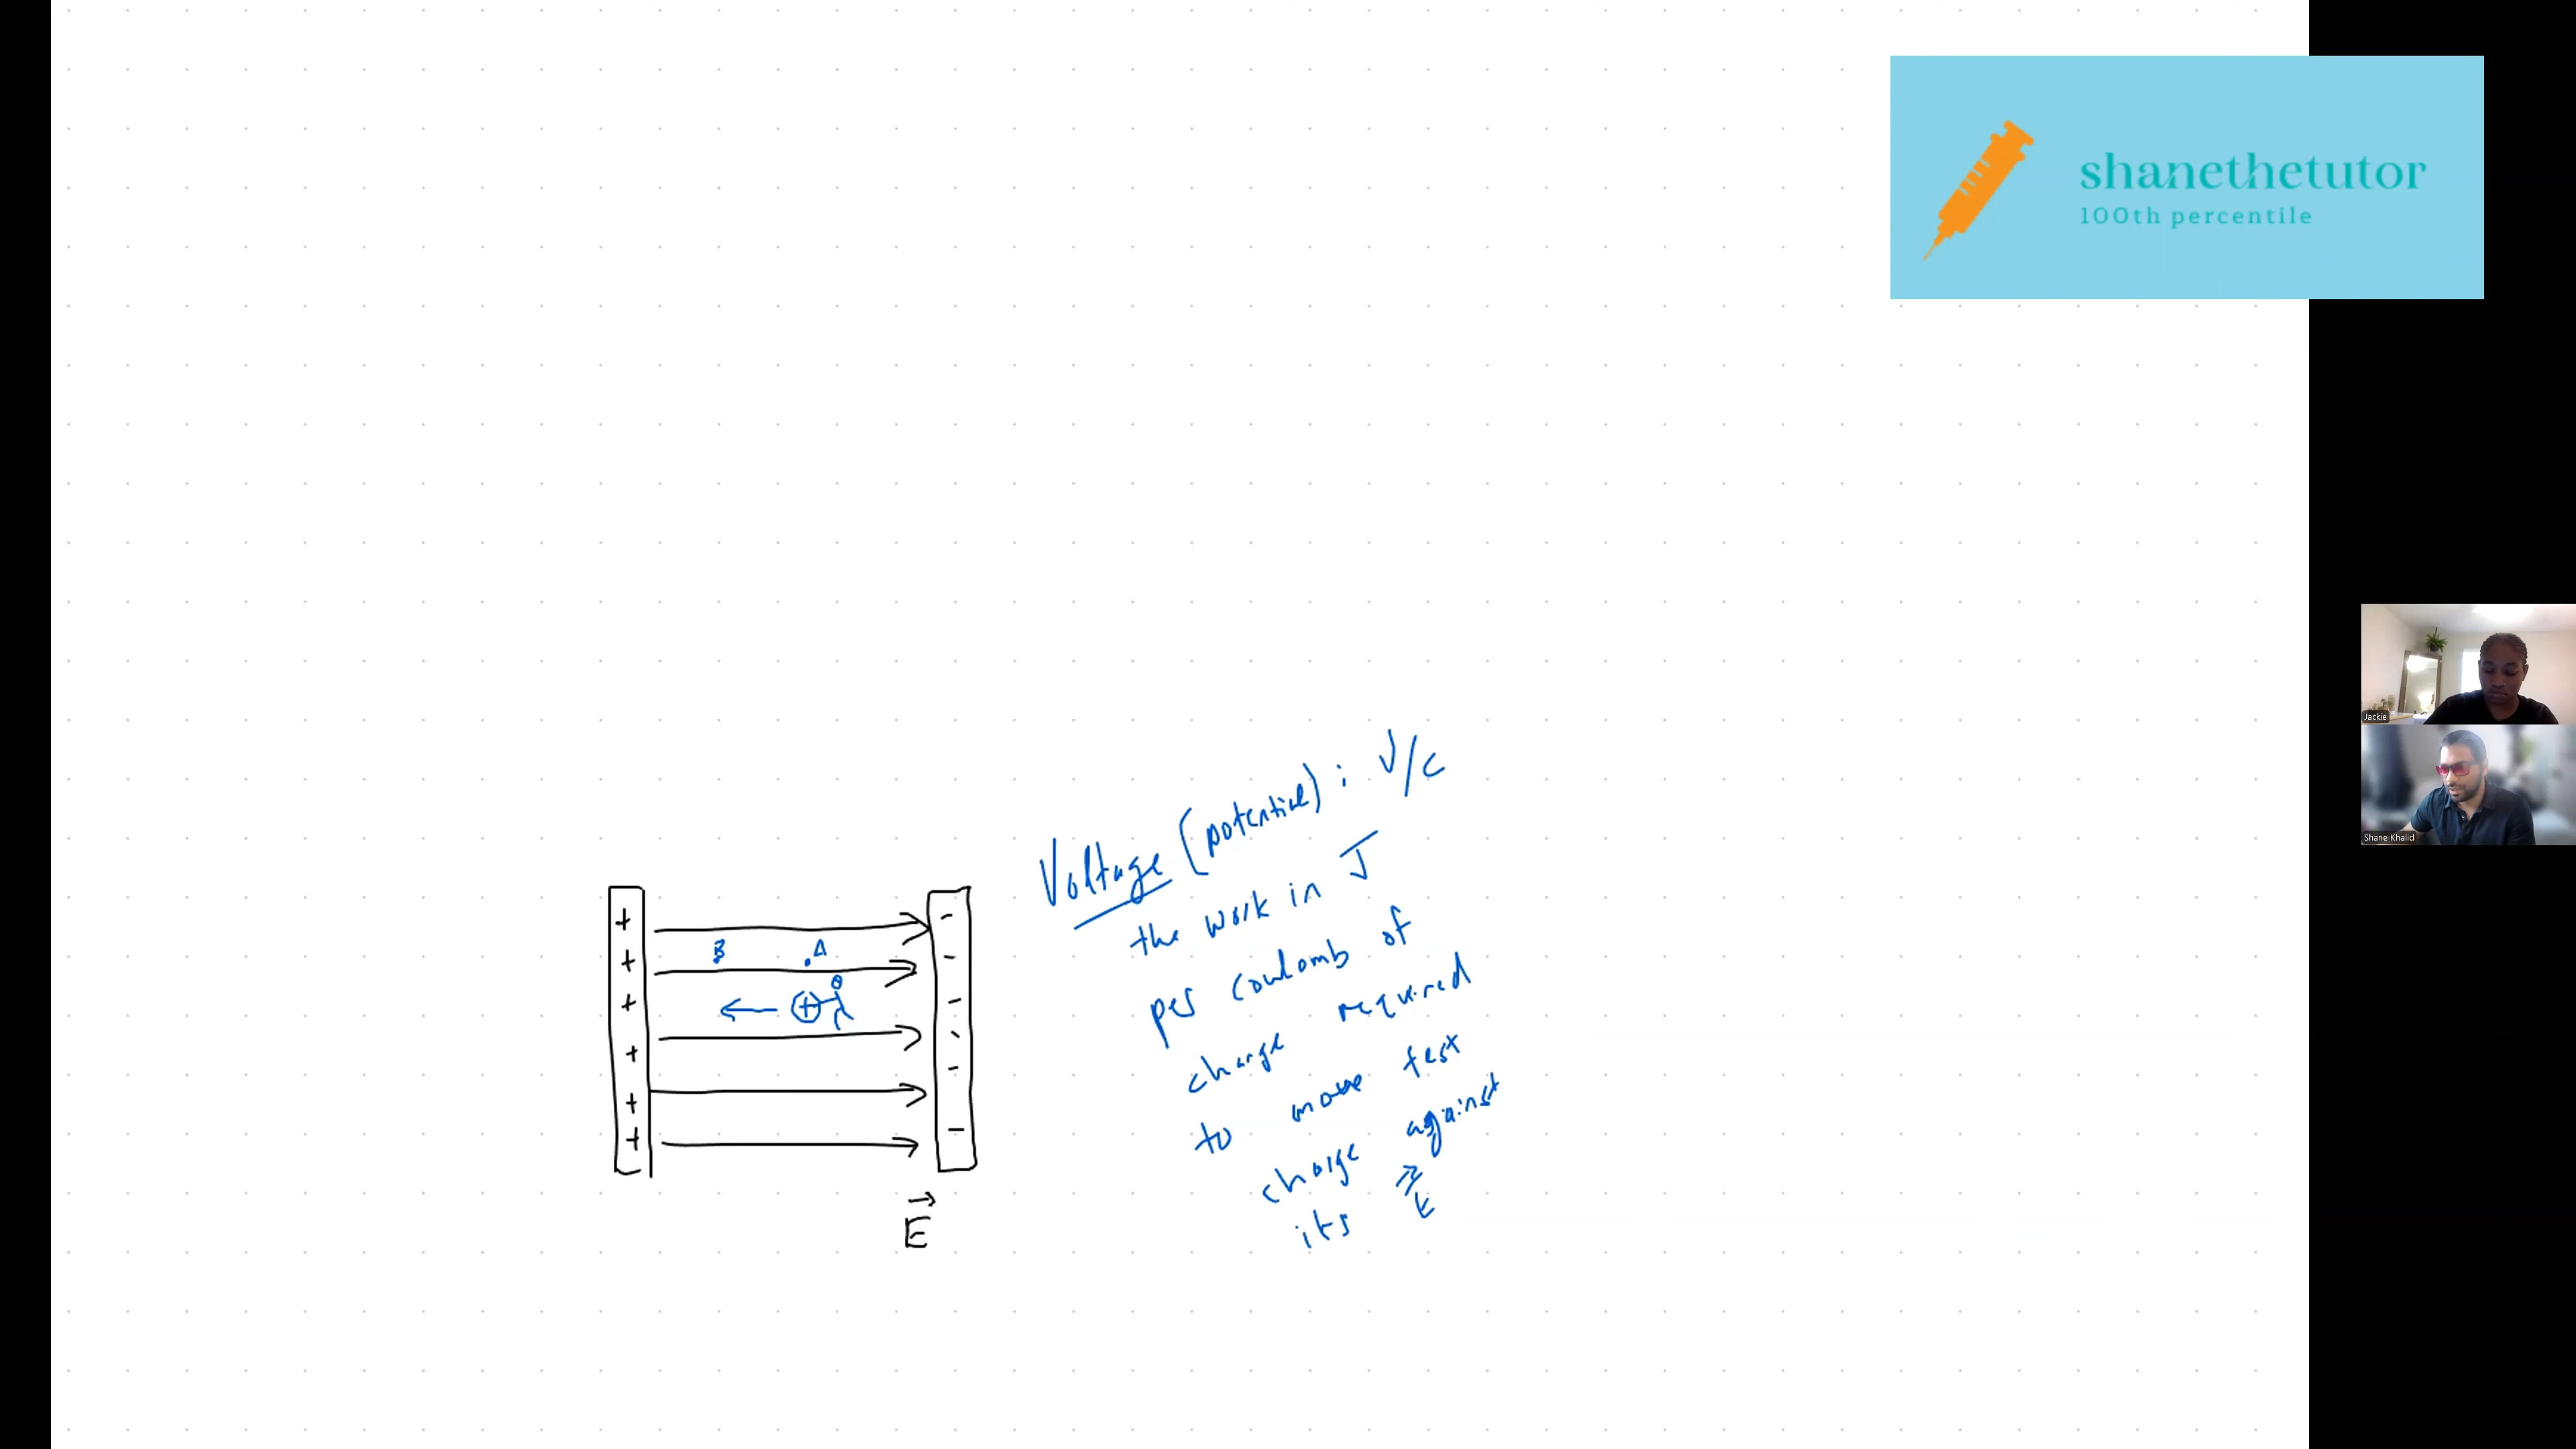 shanethetutor
100th percentile
Jackie
Shane Khalid
Voltage (potential): J/C
the work in J
per coulomb of
charge required
to move test
charge against
its E
+ -
+ -
+ -
+ -
+ -
+ -
B A
+
E